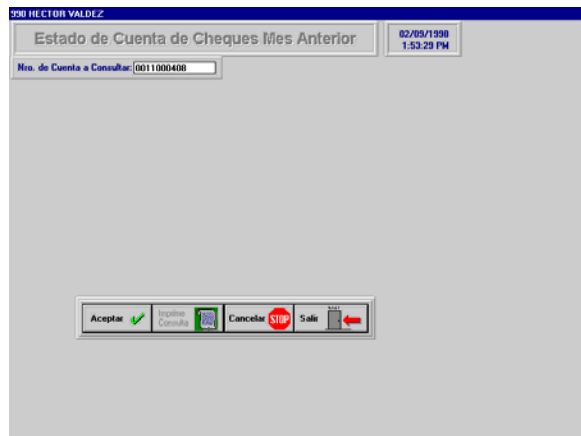 990 HECTOR VALDEZ
Estado de Cuenta de Cheques Mes Anterior
02/09/1998
1:53:29 PM
Nro. de Cuenta a Consultar: 0011000408
Aceptar
Imprime
Consulta
Cancelar
STOP
Salir